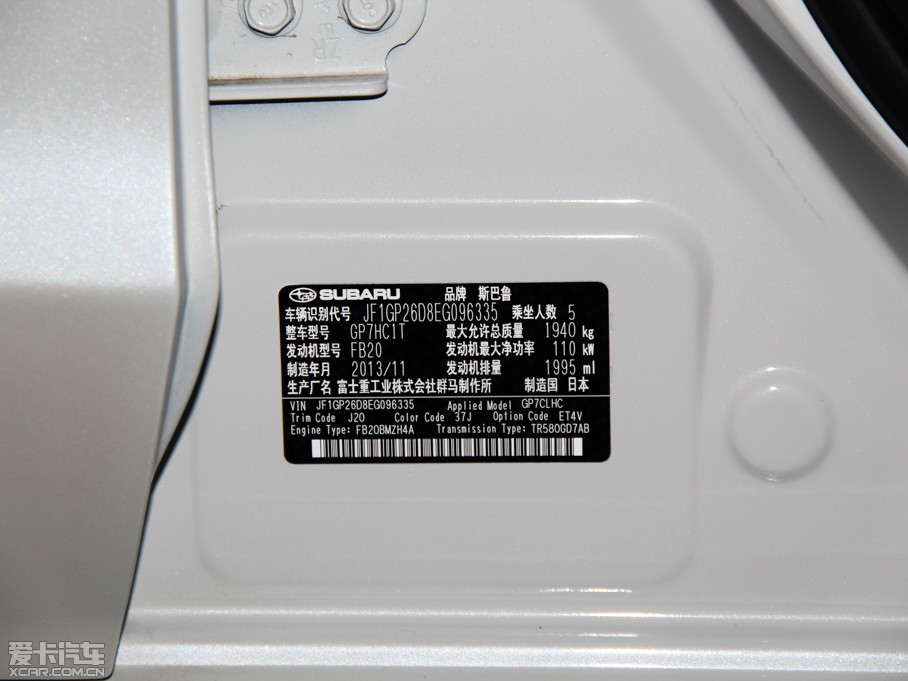 ZR
SUBARU 品牌 斯巴鲁
车辆识别代号 JF1GP26D8EG096335 乘坐人数 5
整车型号 GP7HC1T 最大允许总质量 1940 kg
发动机型号 FB20 发动机最大净功率 110 kW
制造年月 2013/11 发动机排量 1995 ml
生产厂名 富士重工业株式会社群马制作所 制造国 日本
VIN JF1GP26D8EG096335 Applied Model GP7CLHC
Trim Code J20 Color Code 37J Option Code ET4V
Engine Type: FB20BMZH4A Transmission Type: TR580GD7AB
爱卡汽车
XCAR.COM.CN